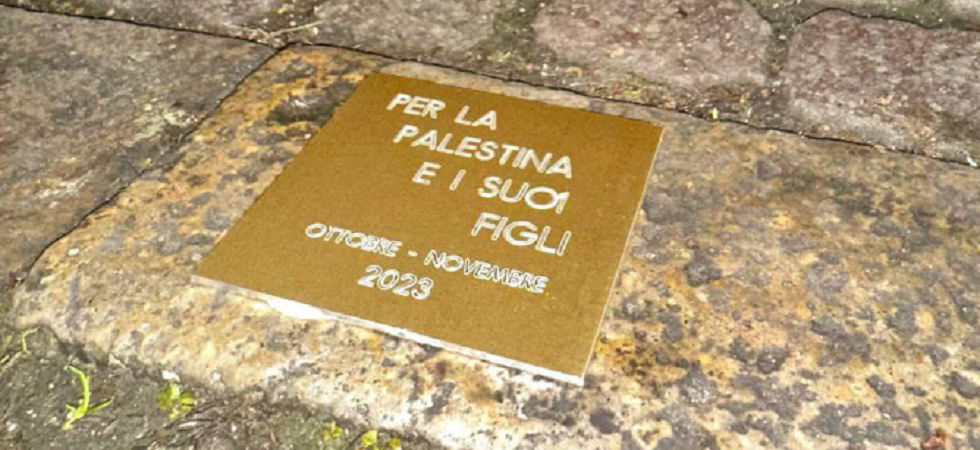 PER LA
PALESTINA
E I SUOI
FIGLI
OTTOBRE - NOVEMBRE
2023